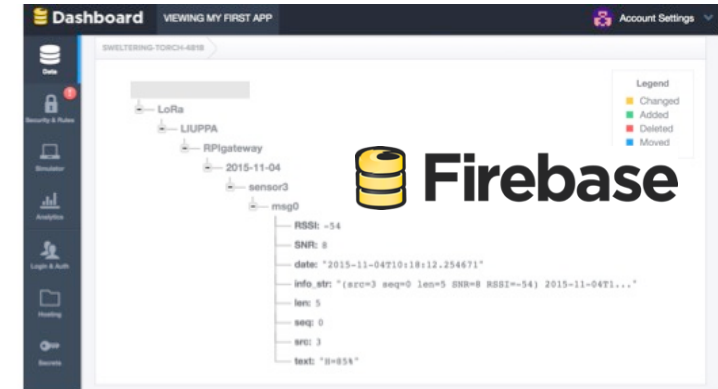 Dashboard VIEWING MY FIRST APP Account Settings
SWELTERING-TORCH-4818
Data
Security & Rules
Simulator
Analytics
Login & Auth
Hosting
Secrets
LoRa
LIUPPA
RPIgateway
2015-11-04
sensor3
msg0
RSSI: -54
SNR: 8
date: "2015-11-04T10:18:12.254671"
info_str: "(src=3 seq=0 len=5 SNR=8 RSSI=-54) 2015-11-04T1..."
len: 5
seq: 0
src: 3
text: "H=85%"
Legend
Changed
Added
Deleted
Moved
Firebase